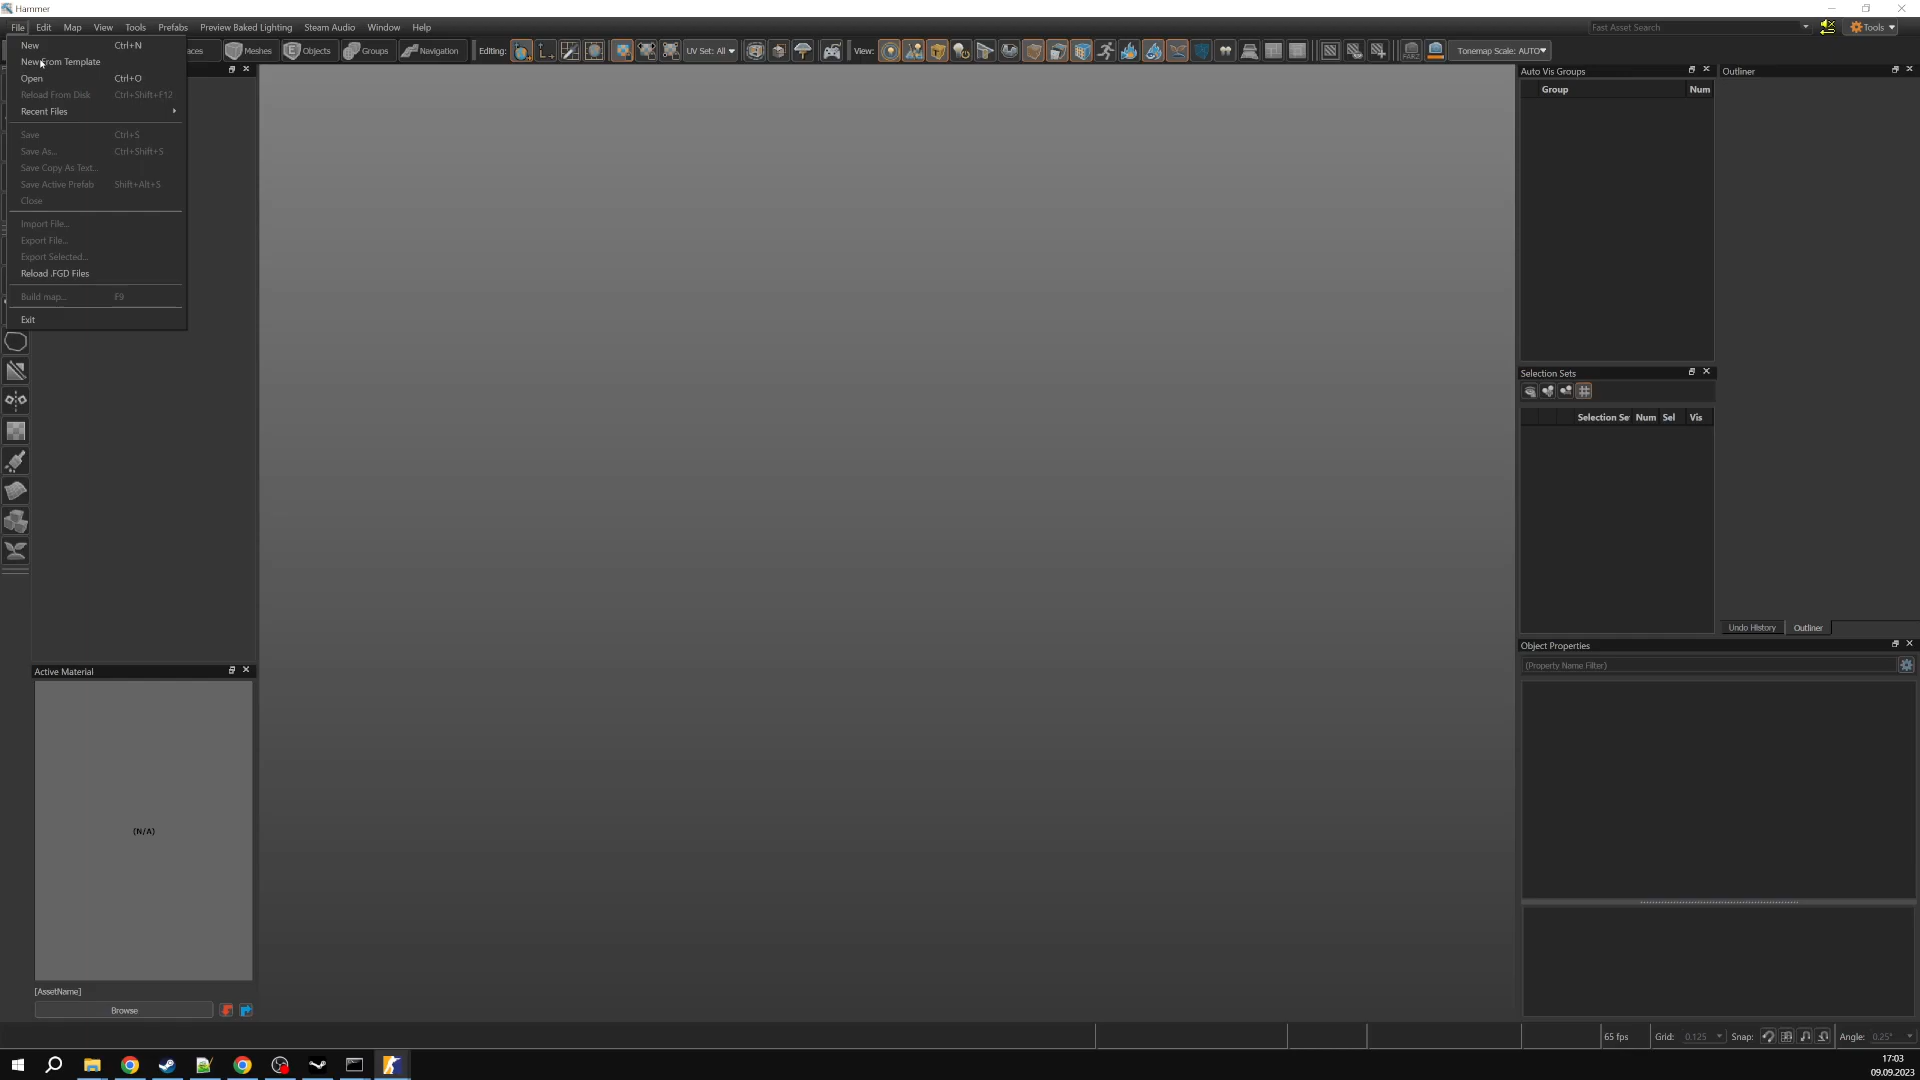 Hammer
File Edit Map View Tools Prefabs Preview Baked Lighting Steam Audio Window Help
Fast Asset Search
Tools
Meshes Objects Groups Navigation Editing: UV Set: All View: Tonemap Scale: AUTO
New Ctrl+N
New From Template
Open Ctrl+O
Reload From Disk Ctrl+Shift+F12
Recent Files
Save Ctrl+S
Save As... Ctrl+Shift+S
Save Copy As Text...
Save Active Prefab Shift+Alt+S
Close
Import File...
Export File...
Export Selected...
Reload .FGD Files
Build map... F9
Exit
Active Material
(N/A)
[AssetName]
Browse
Auto Vis Groups
Group Num
Selection Sets
Selection Se Num Sel Vis
Outliner
Undo History Outliner
Object Properties
(Property Name Filter)
65 fps Grid: 0.125 Snap: Angle: 0.25°
17:03
09.09.2023